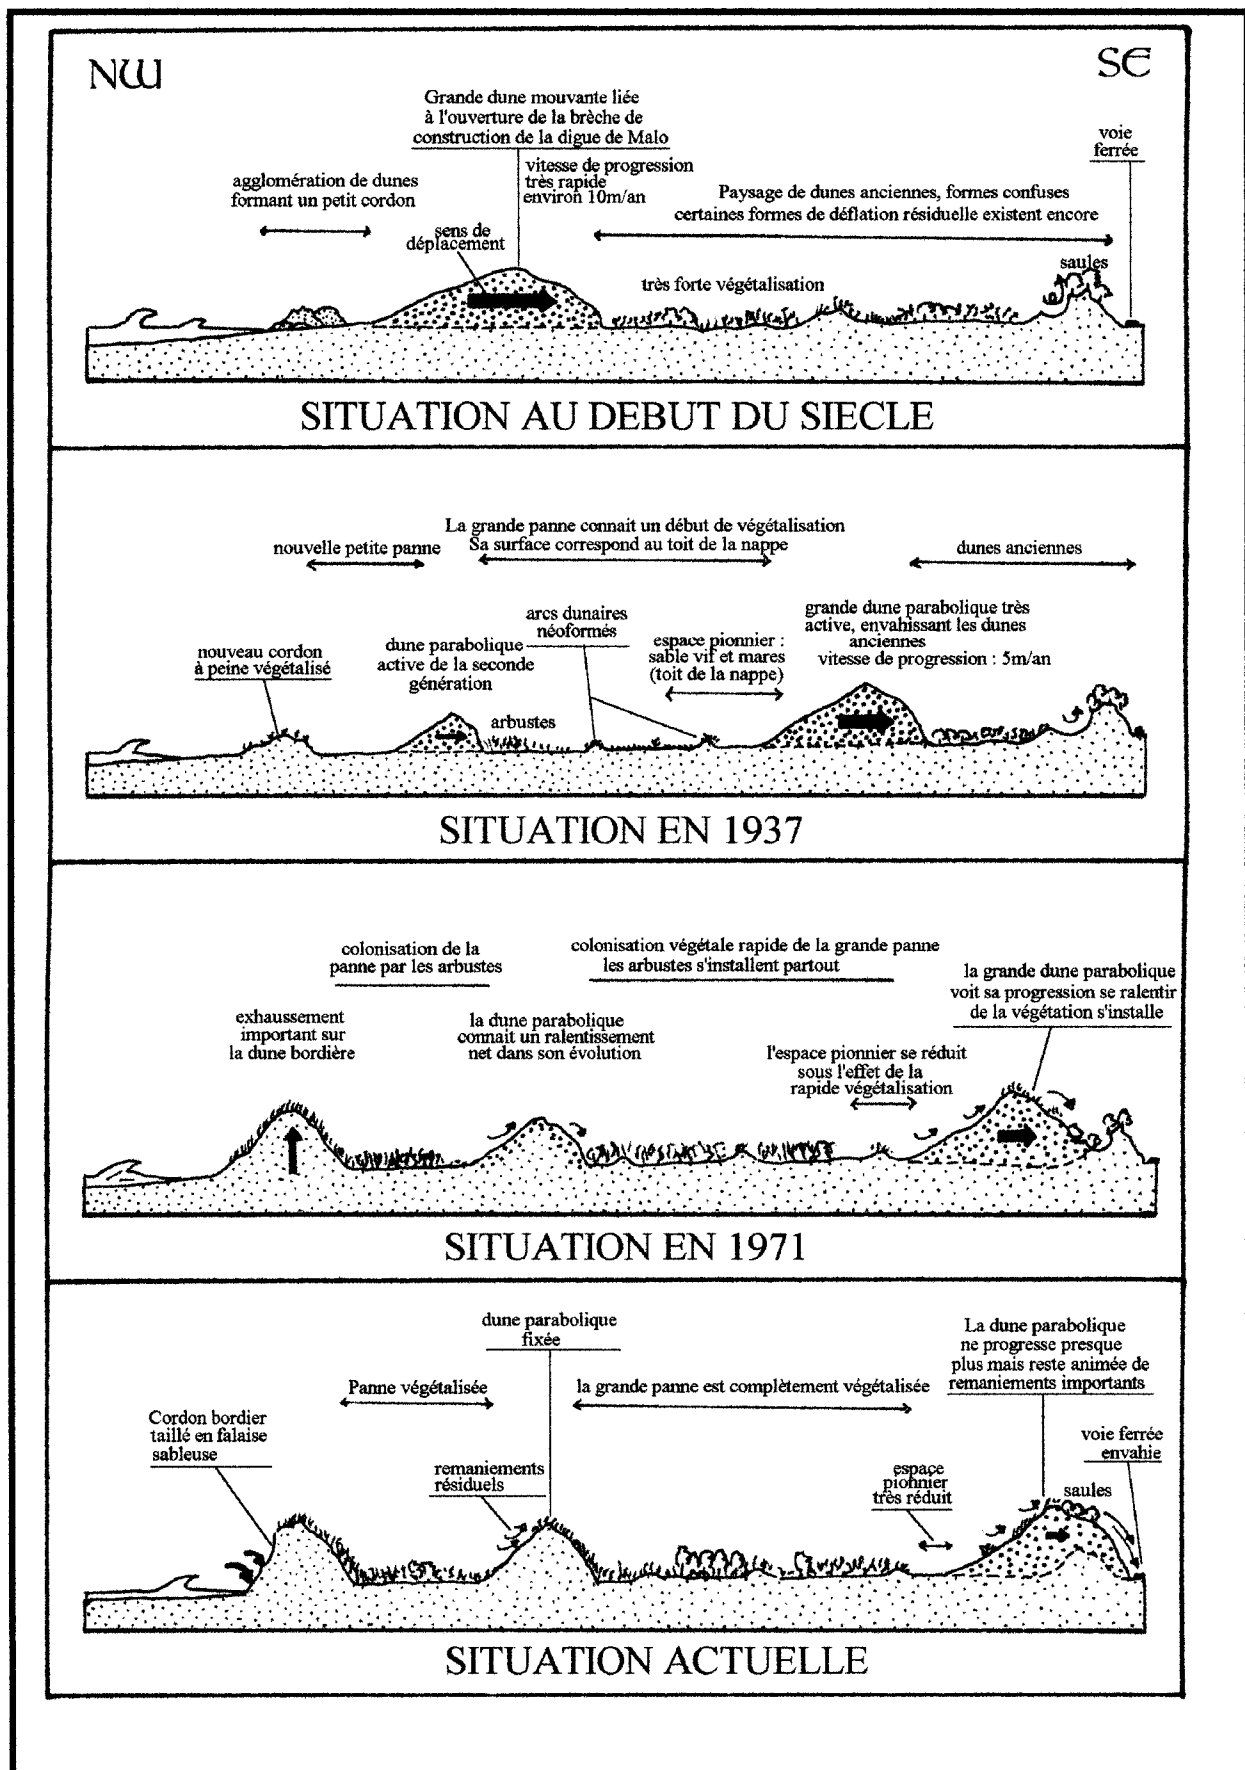 NW
SE
Grande dune mouvante liée
à l'ouverture de la brèche de
construction de la digue de Malo
voie
ferrée
agglomération de dunes
formant un petit cordon
vitesse de progression
très rapide
environ 10m/an
Paysage de dunes anciennes, formes confuses
certaines formes de déflation résiduelle existent encore
sens de
déplacement
saules
très forte végétalisation
SITUATION AU DEBUT DU SIECLE
La grande panne connait un début de végétalisation
Sa surface correspond au toit de la nappe
nouvelle petite panne
dunes anciennes
arcs dunaires
néoformés
grande dune parabolique très
active, envahissant les dunes
anciennes
vitesse de progression : 5m/an
nouveau cordon
à peine végétalisé
dune parabolique
active de la seconde
génération
espace pionnier :
sable vif et mares
(toit de la nappe)
arbustes
SITUATION EN 1937
colonisation de la
panne par les arbustes
colonisation végétale rapide de la grande panne
les arbustes s'installent partout
la grande dune parabolique
voit sa progression se ralentir
de la végétation s'installe
exhaussement
important sur
la dune bordière
la dune parabolique
connait un ralentissement
net dans son évolution
l'espace pionnier se réduit
sous l'effet de la
rapide végétalisation
SITUATION EN 1971
dune parabolique
fixée
La dune parabolique
ne progresse presque
plus mais reste animée de
remaniements importants
Panne végétalisée
la grande panne est complètement végétalisée
Cordon bordier
taillé en falaise
sableuse
voie ferrée
envahie
remaniements
résiduels
espace
pionnier
très réduit
saules
SITUATION ACTUELLE